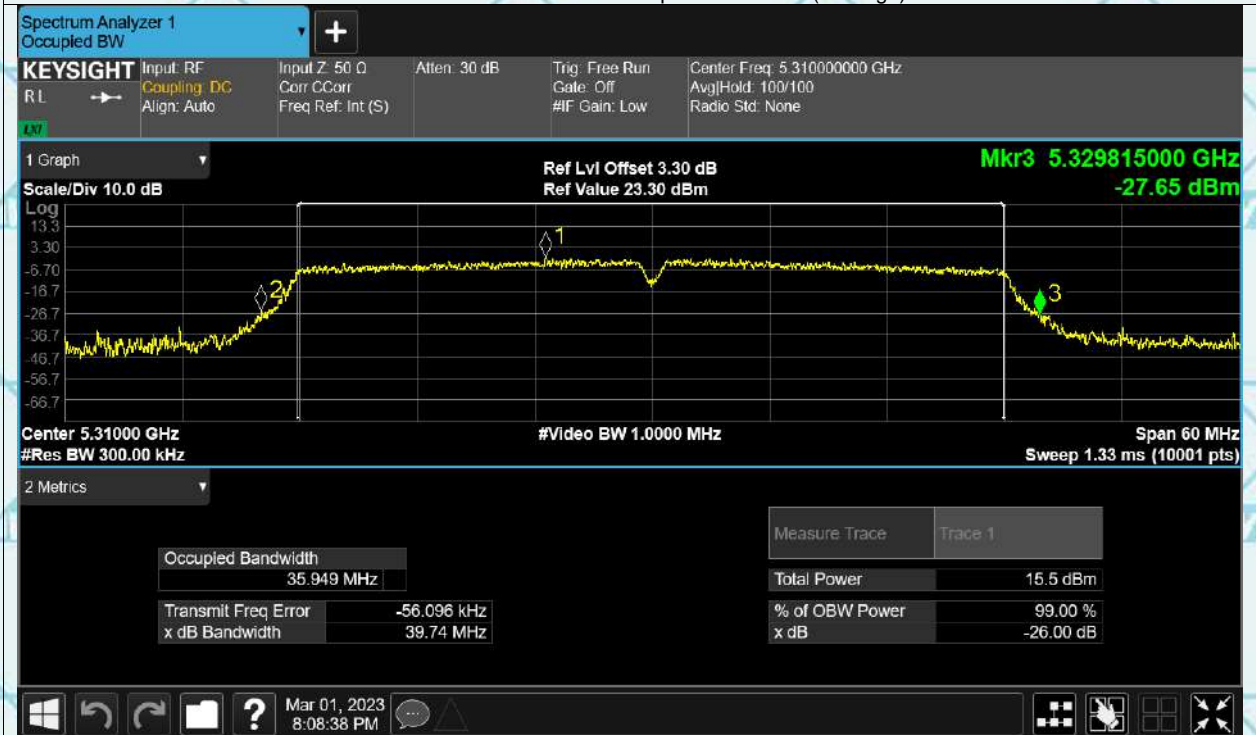 Spectrum Analyzer 1
Occupied BW
+
KEYSIGHT Input: RF Input Z: 50 Ω Atten: 30 dB Trig: Free Run Center Freq: 5.310000000 GHz
RL Coupling: DC Corr CCorr Gate: Off Avg|Hold: 100/100
Align: Auto Freq Ref: Int (S) #IF Gain: Low Radio Std: None
LXI
1 Graph Ref Lvl Offset 3.30 dB Mkr3 5.329815000 GHz
Scale/Div 10.0 dB Ref Value 23.30 dBm -27.65 dBm
Log
13.3
3.30
-6.70
-16.7
-26.7
-36.7
-46.7
-56.7
-66.7
1
2
3
Center 5.31000 GHz #Video BW 1.0000 MHz Span 60 MHz
#Res BW 300.00 kHz Sweep 1.33 ms (10001 pts)
2 Metrics
Measure Trace Trace 1
Occupied Bandwidth
35.949 MHz Total Power 15.5 dBm
Transmit Freq Error -56.096 kHz % of OBW Power 99.00 %
x dB Bandwidth 39.74 MHz x dB -26.00 dB
? Mar 01, 2023
8:08:38 PM